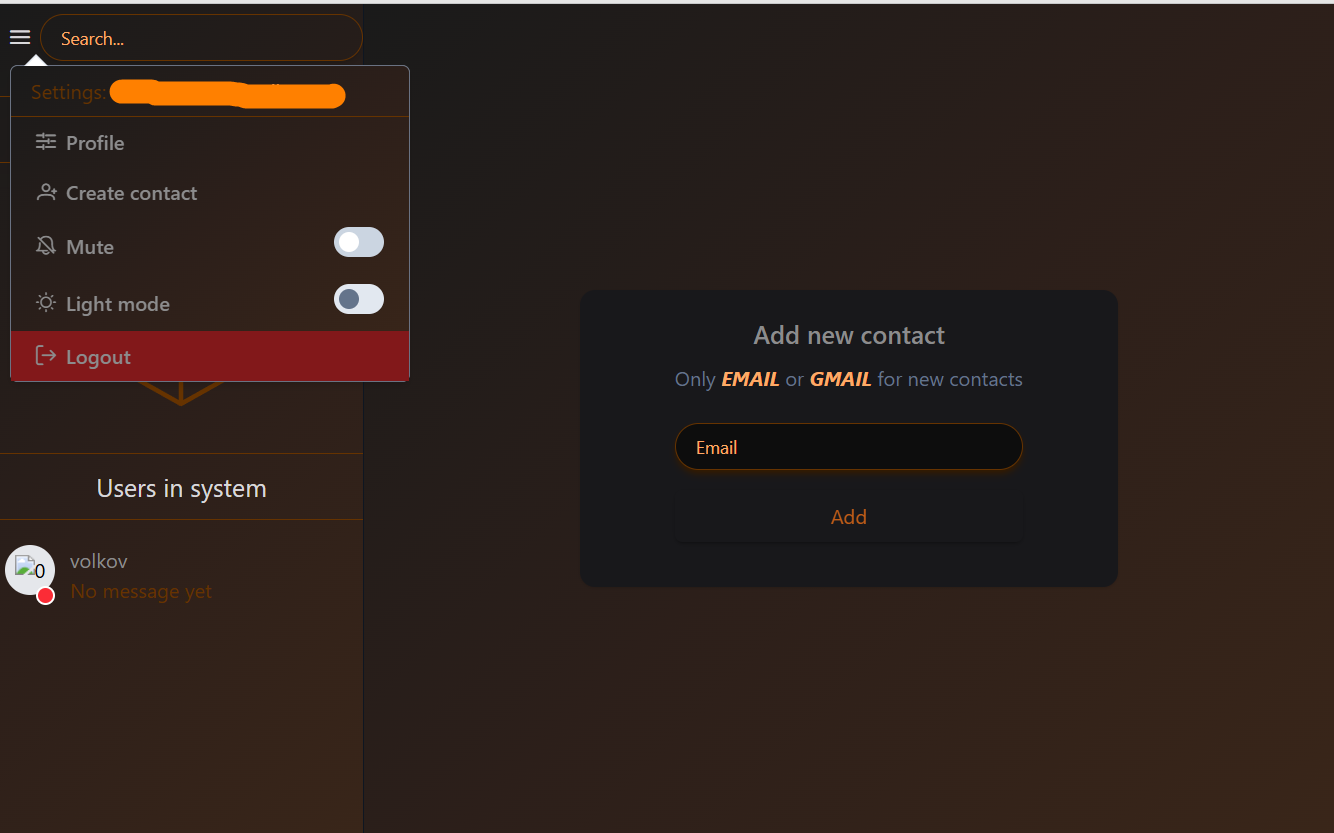 Search...
Settings:
Profile
Create contact
Mute
Light mode
Logout
Users in system
0
volkov
No message yet
Add new contact
Only EMAIL or GMAIL for new contacts
Email
Add